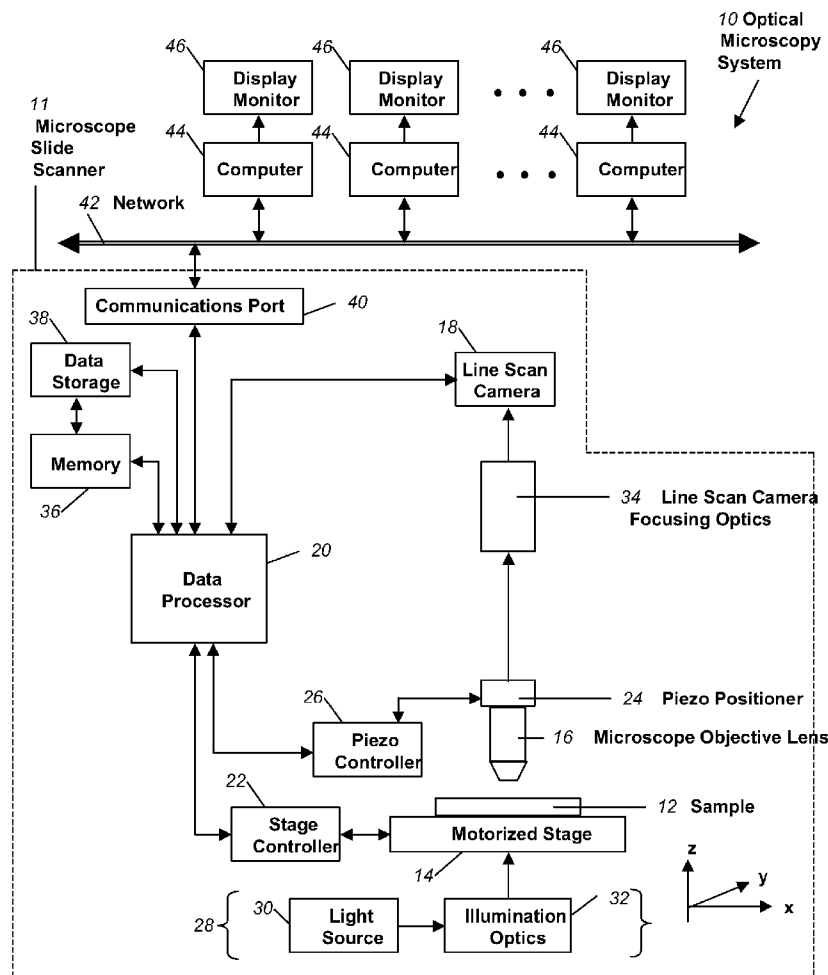 10 Optical
Microscopy
System
46
46
46
Display
Monitor
Display
Monitor
Display
Monitor
11
Microscope
Slide
Scanner
44
44
44
Computer
Computer
Computer
42 Network
Communications Port
40
38
Data
Storage
18
Line Scan
Camera
Memory
36
34 Line Scan Camera
Focusing Optics
20
Data
Processor
24 Piezo Positioner
26
Piezo
Controller
16 Microscope Objective Lens
22
Stage
Controller
12 Sample
Motorized Stage
14
z
y
x
28
30
Light
Source
Illumination
Optics
32